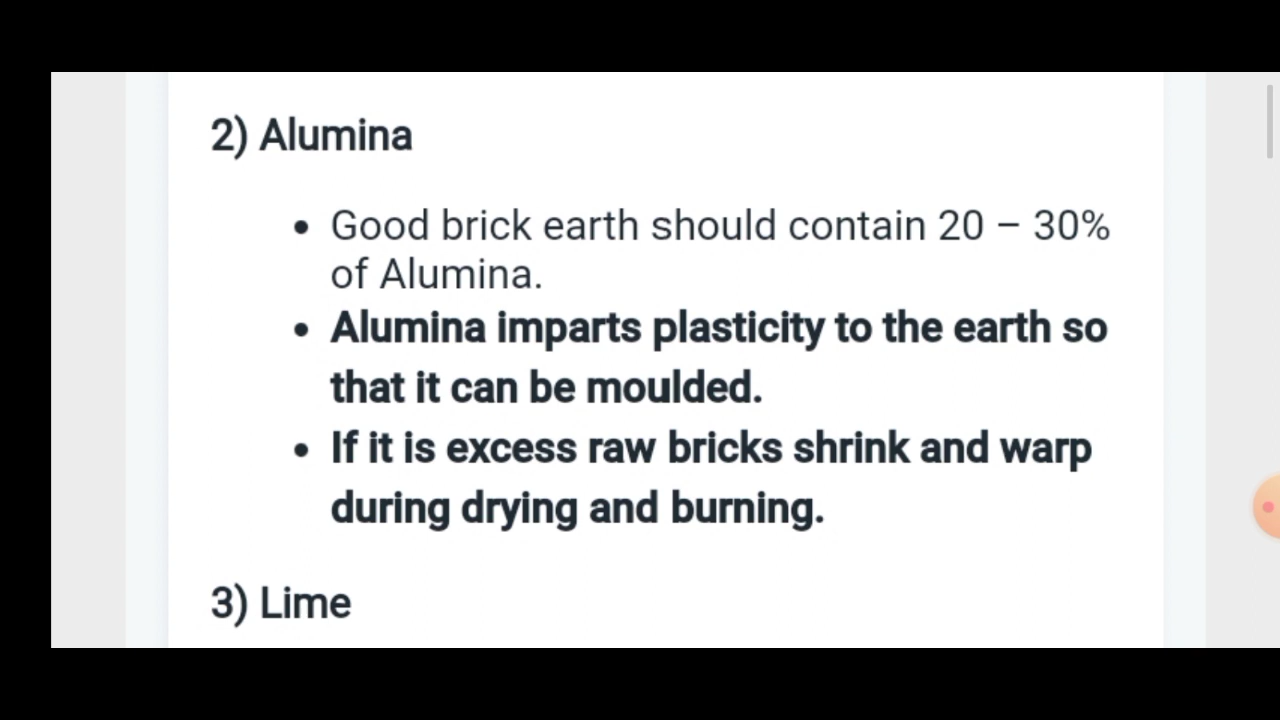 2) Alumina
• Good brick earth should contain 20 – 30%
of Alumina.
• Alumina imparts plasticity to the earth so
that it can be moulded.
• If it is excess raw bricks shrink and warp
during drying and burning.
3) Lime